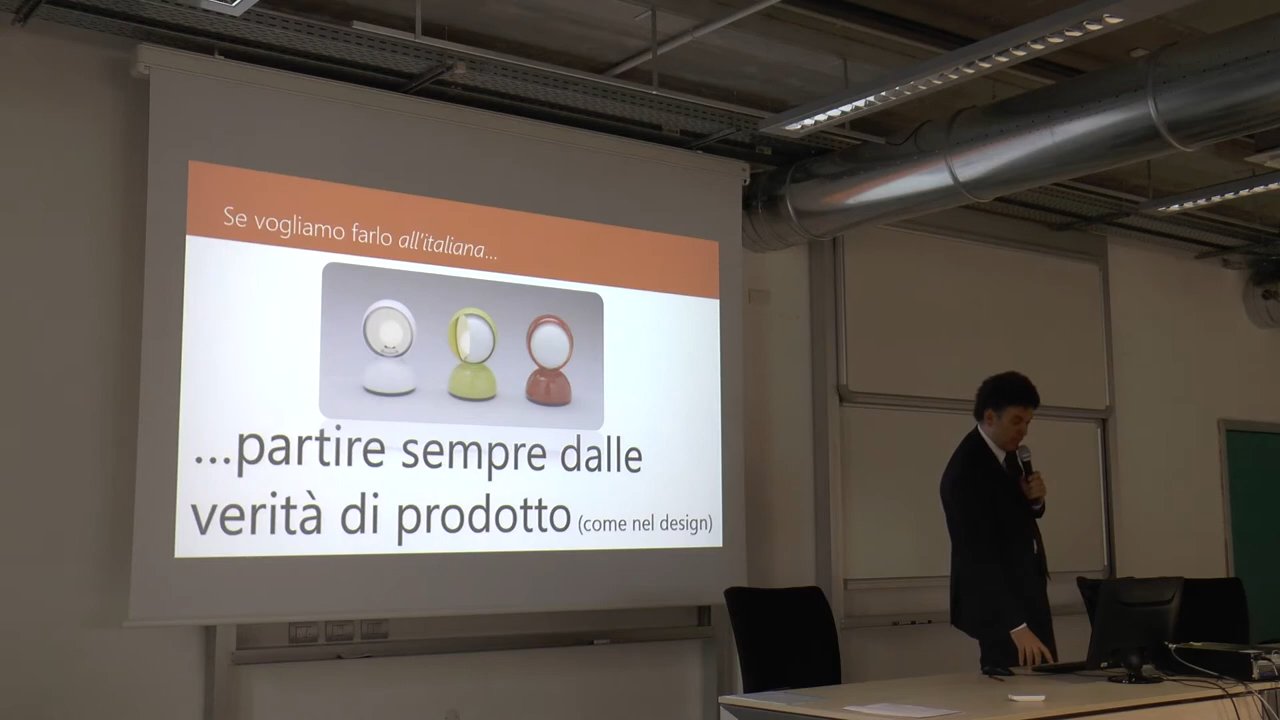 Se vogliamo farlo all'italiana...
...partire sempre dalle
verità di prodotto (come nel design)